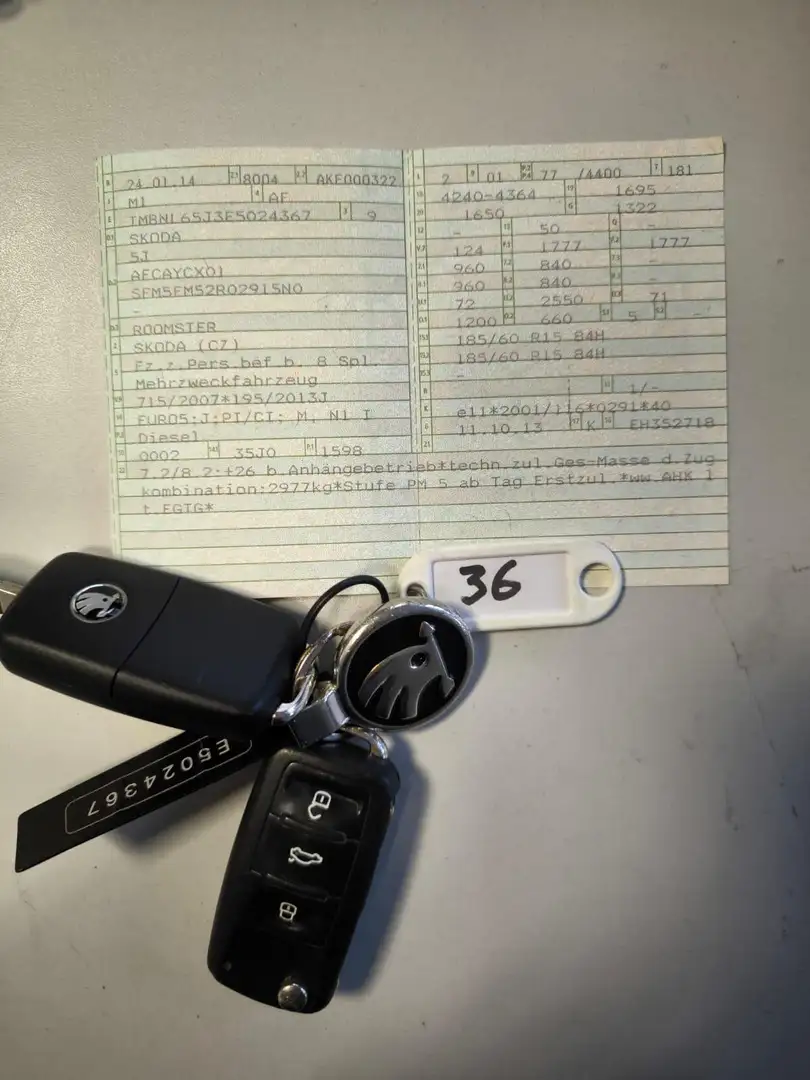 24.01.14 8004 AKF000322
M1 AF
TMBNL65J3E5024367 9
SKODA
5J
AFCAYCX01
SFM5FM52R02915N0
-
ROOMSTER
SKODA (CZ)
Fz.z.Pers.bef.b. 8 Spl.
Mehrzweckfahrzeug
715/2007*195/2013J
EURO5;J;PI/CI; M, N1 I
Diesel
0002 35J0 1598
2 01 77 /4400 181
4240-4364 1695
1650 1322
- 50 -
124 1777 1777
960 840 -
960 840 -
72 2550 71
1200 660 5 -
185/60 R15 84H
185/60 R15 84H
-
1/-
e11*2001/116*0291*40
11.10.13 K EH352718
7.2/8.2:+26 b.Anhängebetrieb*techn.zul.Ges-Masse d.Zug
kombination:2977kg*Stufe PM 5 ab Tag Erstzul.*ww.AHK l
t.EGTG*
36
E5024367